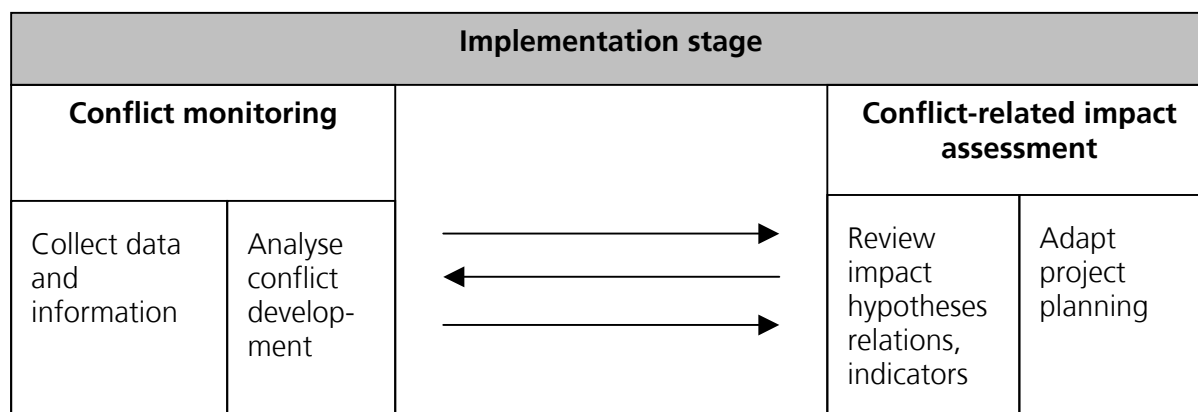 Implementation stage
Conflict monitoring
Conflict-related impact
assessment
Collect data
and
information
Analyse
conflict
develop-
ment
Review
impact
hypotheses
relations,
indicators
Adapt
project
planning